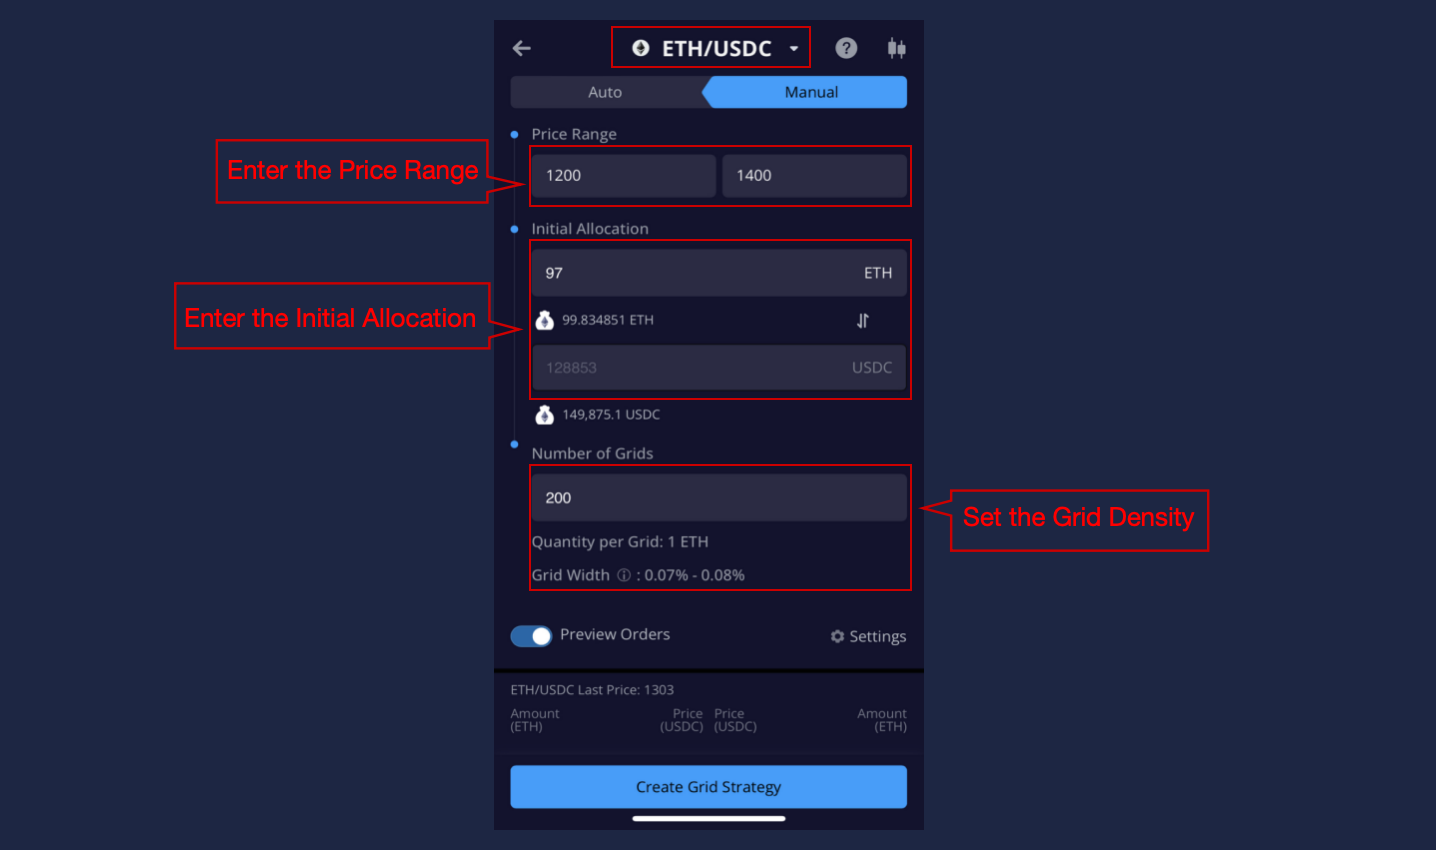 ETH/USDC
?
Auto
Manual
Price Range
Enter the Price Range
1200
1400
Initial Allocation
97
ETH
Enter the Initial Allocation
99.834851 ETH
128853
USDC
149,875.1 USDC
Number of Grids
200
Set the Grid Density
Quantity per Grid: 1 ETH
Grid Width ⓘ : 0.07% - 0.08%
Preview Orders
Settings
ETH/USDC Last Price: 1303
Amount
(ETH)
Price
(USDC)
Price
(USDC)
Amount
(ETH)
Create Grid Strategy